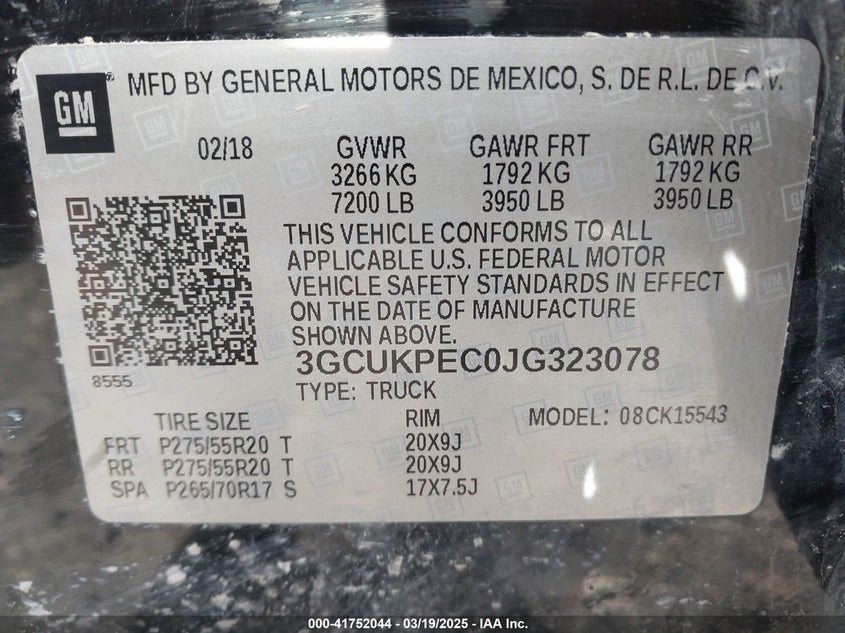 GM
MFD BY GENERAL MOTORS DE MEXICO, S. DE R.L. DE C.V.
02/18 GVWR GAWR FRT GAWR RR
3266 KG 1792 KG 1792 KG
7200 LB 3950 LB 3950 LB
THIS VEHICLE CONFORMS TO ALL
APPLICABLE U.S. FEDERAL MOTOR
VEHICLE SAFETY STANDARDS IN EFFECT
ON THE DATE OF MANUFACTURE
SHOWN ABOVE.
3GCUKPEC0JG323078
8555
TYPE: TRUCK
TIRE SIZE RIM MODEL: 08CK15543
FRT P275/55R20 T 20X9J
RR P275/55R20 T 20X9J
SPA P265/70R17 S 17X7.5J
000-41752044 - 03/19/2025 - IAA Inc.